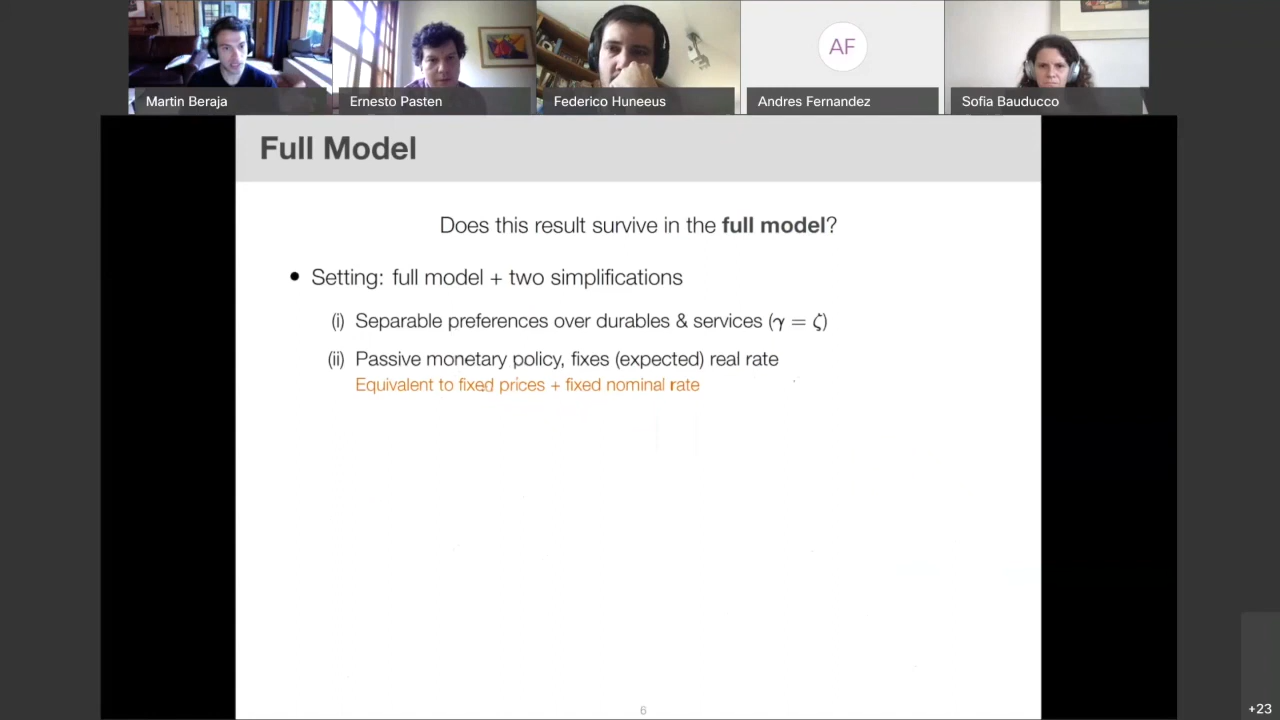 AF
Martin Beraja
Ernesto Pasten
Federico Huneeus
Andres Fernandez
Sofia Bauducco
Full Model
Does this result survive in the full model?
• Setting: full model + two simplifications
(i) Separable preferences over durables & services (γ = ζ)
(ii) Passive monetary policy, fixes (expected) real rate
Equivalent to fixed prices + fixed nominal rate
6
+23